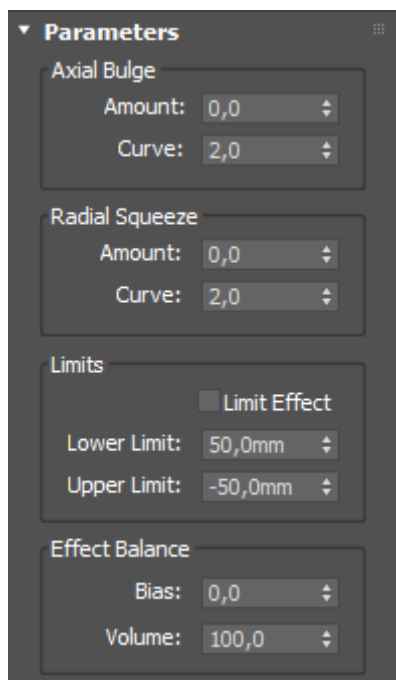 Parameters
Axial Bulge
Amount: 0,0
Curve: 2,0
Radial Squeeze
Amount: 0,0
Curve: 2,0
Limits
Limit Effect
Lower Limit: 50,0mm
Upper Limit: -50,0mm
Effect Balance
Bias: 0,0
Volume: 100,0